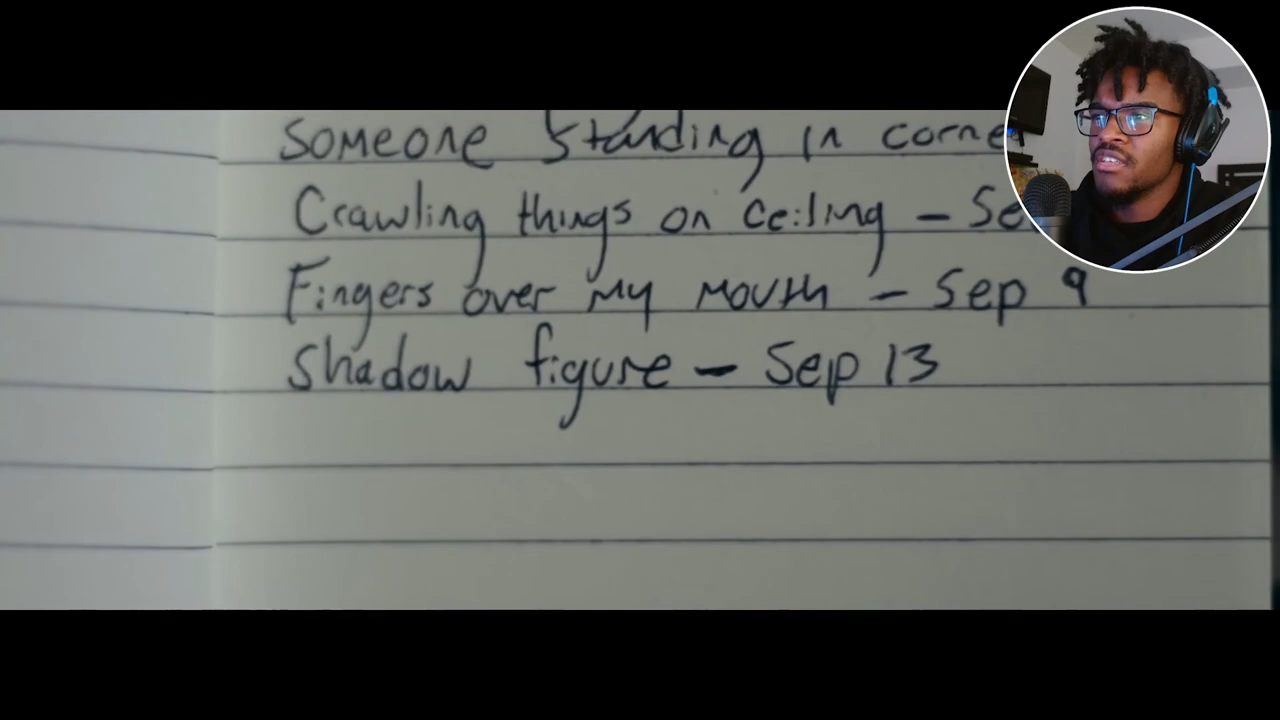 Someone standing in
Crawling things on ceiling -
Fingers over my mouth - Sep 9
Shadow figure - Sep 13